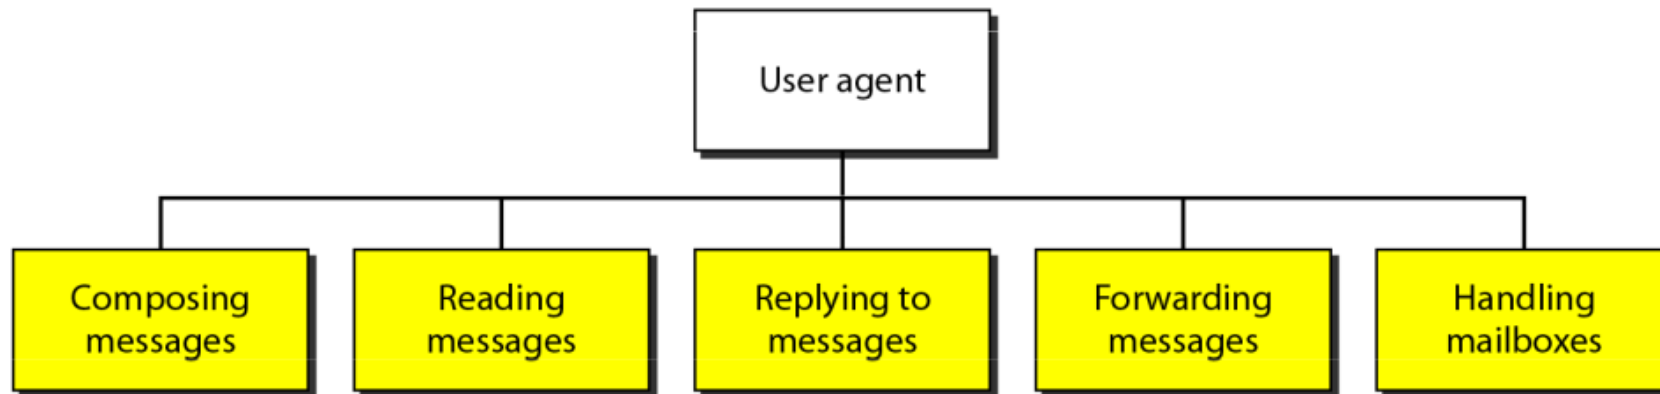 User agent
Composing
messages
Reading
messages
Replying to
messages
Forwarding
messages
Handling
mailboxes